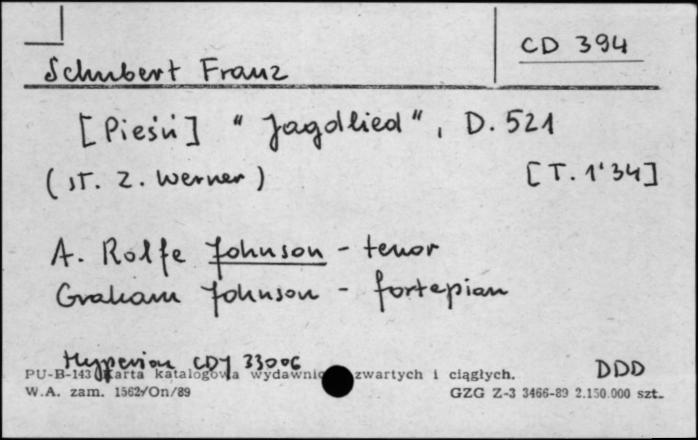 CD 394
Schubert Franz
[Pieśń] "Jagdlied", D. 521
(sł. Z. Werner) [T. 1'34]
A. Rolfe Johnson - tenor
Graham Johnson - fortepian
Hyperion CDJ 33006 DDD
PU-B-143 Karta katalogowa wydawnic zwartych i ciągłych.
W.A. zam. 1562/On/89 GZG Z-3 3466-89 2.150.000 szt.